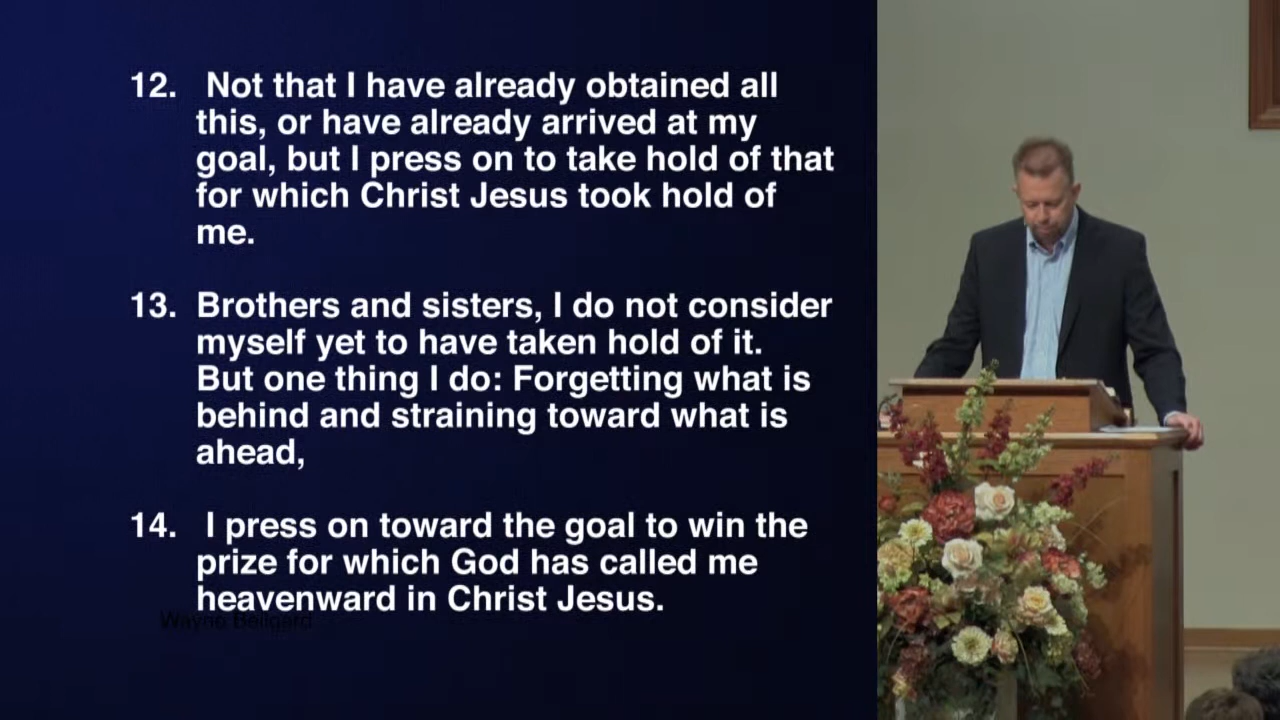 12. Not that I have already obtained all
this, or have already arrived at my
goal, but I press on to take hold of that
for which Christ Jesus took hold of
me.
13. Brothers and sisters, I do not consider
myself yet to have taken hold of it.
But one thing I do: Forgetting what is
behind and straining toward what is
ahead,
14. I press on toward the goal to win the
prize for which God has called me
heavenward in Christ Jesus.
Wayne